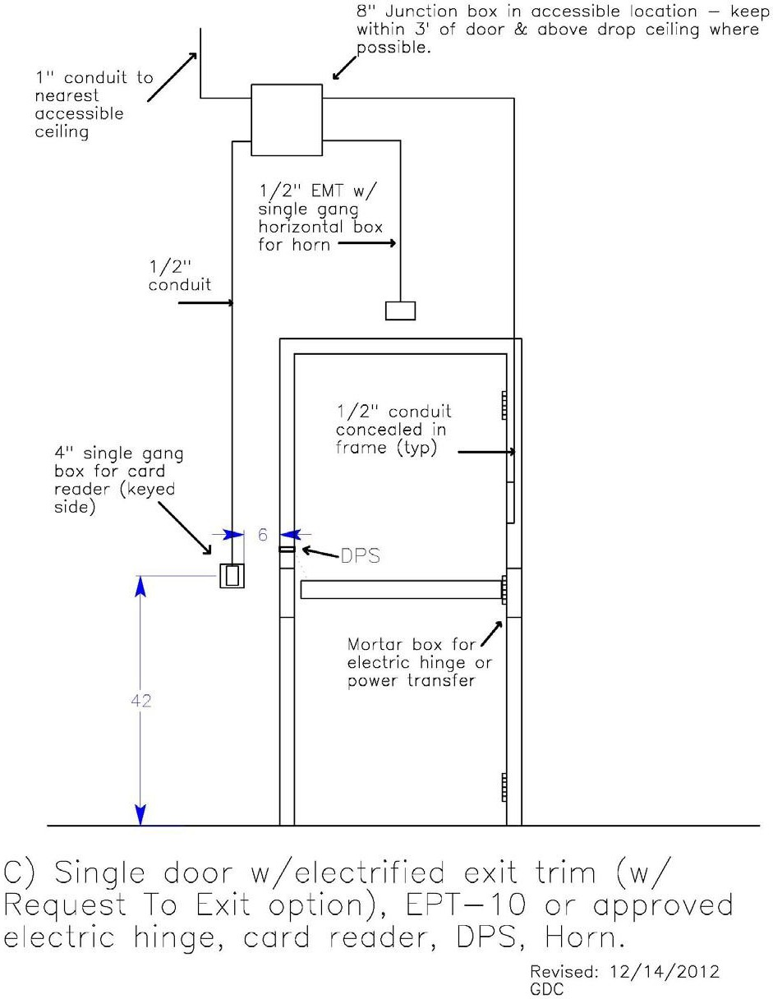 8" Junction box in accessible location – keep
within 3' of door & above drop ceiling where
possible.
1" conduit to
nearest
accessible
ceiling
1/2" EMT w/
single gang
horizontal box
for horn
1/2"
conduit
1/2" conduit
concealed in
frame (typ)
4" single gang
box for card
reader (keyed
side)
6
DPS
Mortar box for
electric hinge or
power transfer
42
C) Single door w/electrified exit trim (w/
Request To Exit option), EPT–10 or approved
electric hinge, card reader, DPS, Horn.
Revised: 12/14/2012
GDC